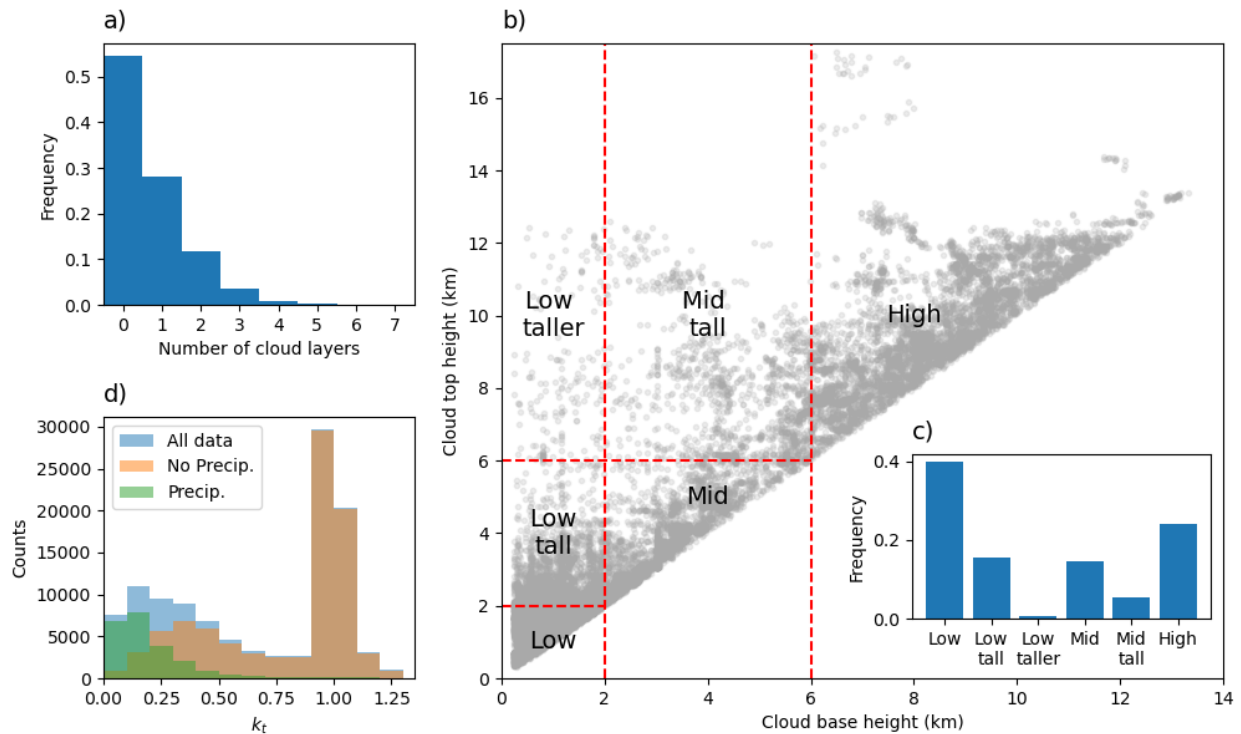 a)
0.5
0.4
0.3
0.2
0.1
0.0
Frequency
0 1 2 3 4 5 6 7
Number of cloud layers
b)
16
14
12
10
8
6
4
2
0
Cloud top height (km)
Low
taller
Mid
tall
High
Low
tall
Mid
Low
0 2 4 6 8 10 12 14
Cloud base height (km)
c)
0.4
0.2
0.0
Frequency
Low Low Low Mid Mid High
tall taller tall
d)
30000
25000
20000
15000
10000
5000
0
Counts
All data
No Precip.
Precip.
0.00 0.25 0.50 0.75 1.00 1.25
kt